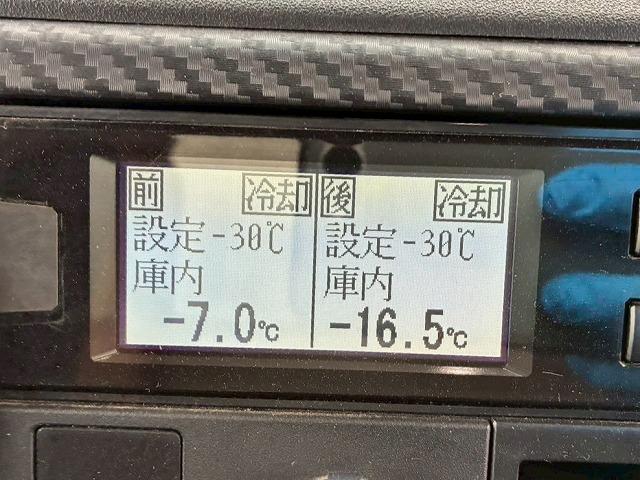 前 冷却
設定-30℃
庫内
-7.0℃
後 冷却
設定-30℃
庫内
-16.5℃